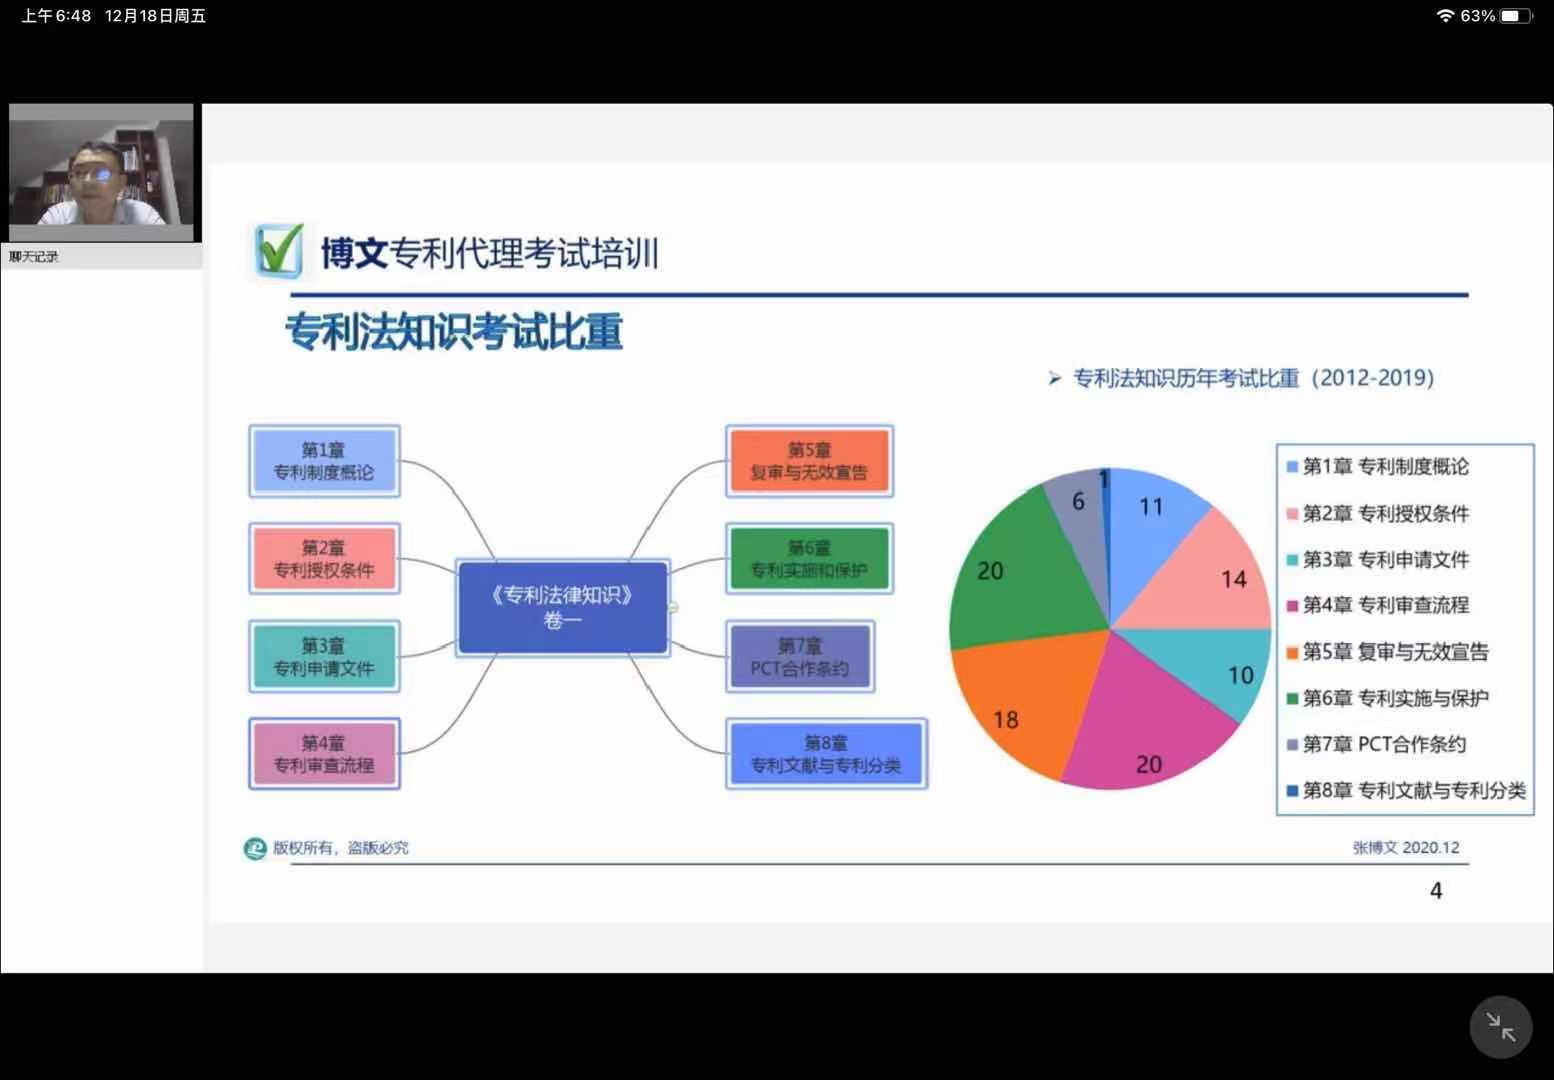 上午6:48 12月18日周五
63%
聊天记录
博文专利代理考试培训
专利法知识考试比重
➢ 专利法知识历年考试比重（2012-2019）
第1章
专利制度概论
第2章
专利授权条件
第3章
专利申请文件
第4章
专利审查流程
《专利法律知识》
卷一
第5章
复审与无效宣告
第6章
专利实施和保护
第7章
PCT合作条约
第8章
专利文献与专利分类
11
14
10
20
18
20
6
1
第1章 专利制度概论
第2章 专利授权条件
第3章 专利申请文件
第4章 专利审查流程
第5章 复审与无效宣告
第6章 专利实施与保护
第7章 PCT合作条约
第8章 专利文献与专利分类
版权所有，盗版必究
张博文 2020.12
4